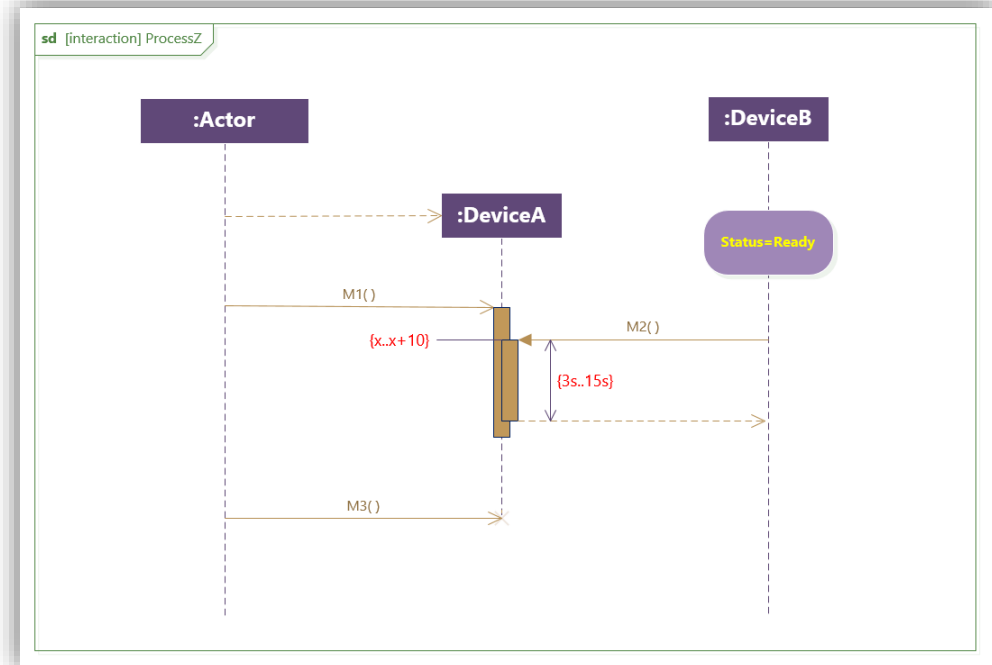 sd [interaction] ProcessZ
:Actor
:DeviceB
:DeviceA
Status=Ready
M1( )
M2( )
{x..x+10}
{3s..15s}
M3( )